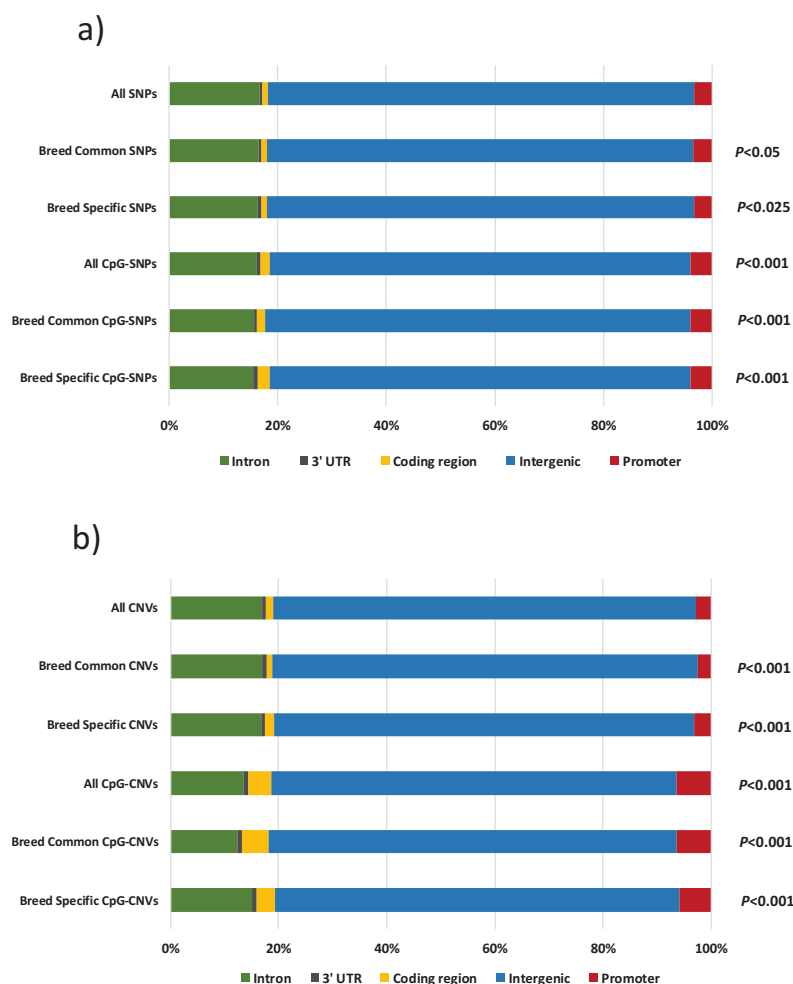 a)
All SNPs
Breed Common SNPs P<0.05
Breed Specific SNPs P<0.025
All CpG-SNPs P<0.001
Breed Common CpG-SNPs P<0.001
Breed Specific CpG-SNPs P<0.001
0% 20% 40% 60% 80% 100%
Intron 3' UTR Coding region Intergenic Promoter
b)
All CNVs
Breed Common CNVs P<0.001
Breed Specific CNVs P<0.001
All CpG-CNVs P<0.001
Breed Common CpG-CNVs P<0.001
Breed Specific CpG-CNVs P<0.001
0% 20% 40% 60% 80% 100%
Intron 3' UTR Coding region Intergenic Promoter